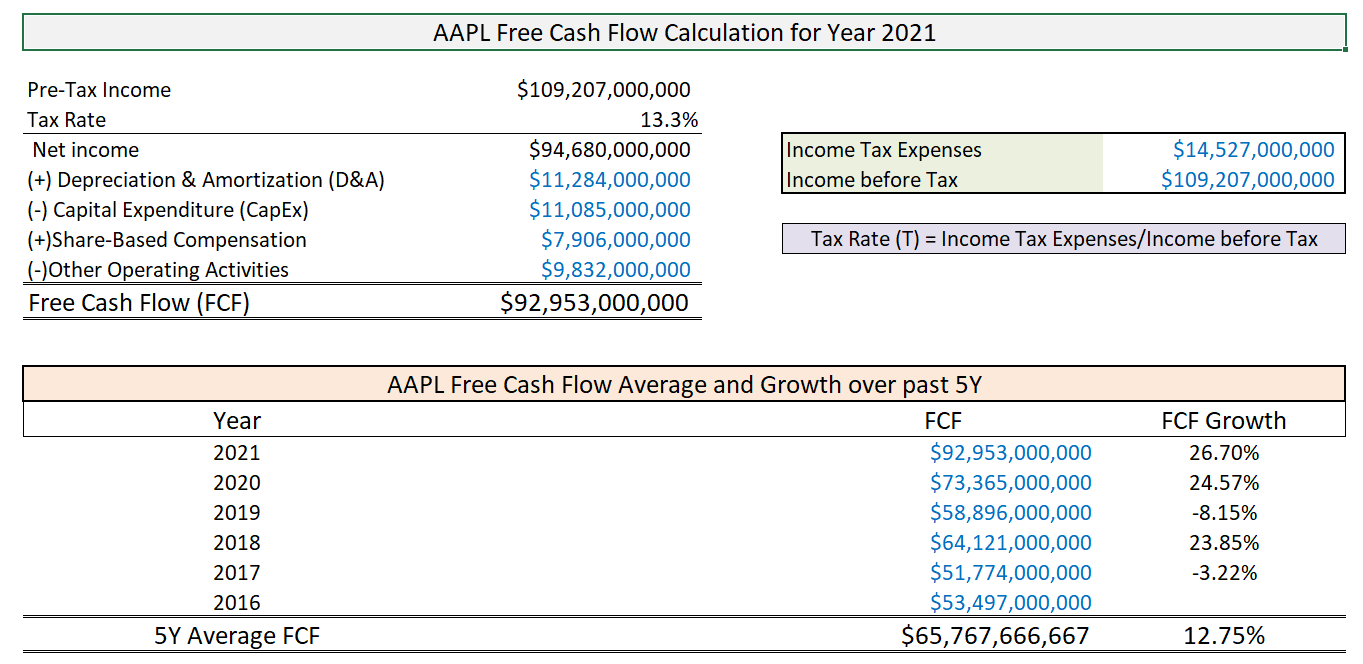 AAPL Free Cash Flow Calculation for Year 2021
Pre-Tax Income $109,207,000,000
Tax Rate 13.3%
Net income $94,680,000,000
(+) Depreciation & Amortization (D&A) $11,284,000,000
(-) Capital Expenditure (CapEx) $11,085,000,000
(+)Share-Based Compensation $7,906,000,000
(-)Other Operating Activities $9,832,000,000
Free Cash Flow (FCF) $92,953,000,000
Income Tax Expenses $14,527,000,000
Income before Tax $109,207,000,000
Tax Rate (T) = Income Tax Expenses/Income before Tax
AAPL Free Cash Flow Average and Growth over past 5Y
Year FCF FCF Growth
2021 $92,953,000,000 26.70%
2020 $73,365,000,000 24.57%
2019 $58,896,000,000 -8.15%
2018 $64,121,000,000 23.85%
2017 $51,774,000,000 -3.22%
2016 $53,497,000,000
5Y Average FCF $65,767,666,667 12.75%